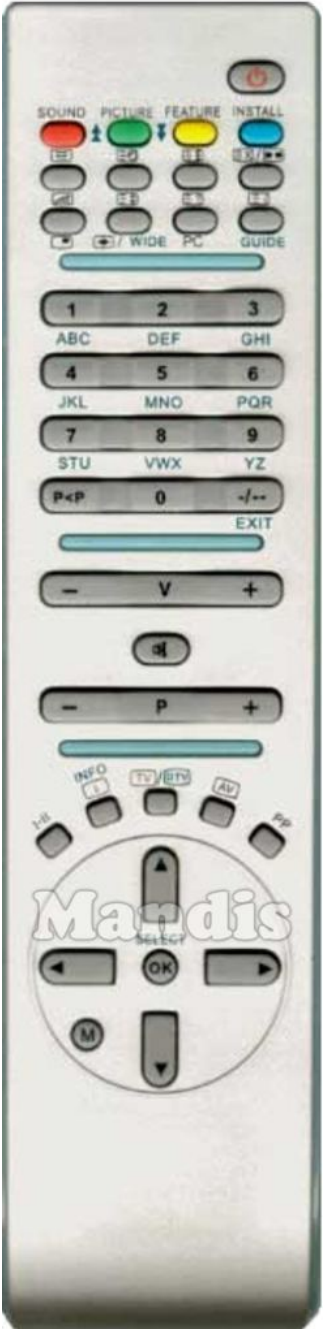 SOUND PICTURE FEATURE INSTALL
WIDE PC GUIDE
1 2 3
ABC DEF GHI
4 5 6
JKL MNO PQR
7 8 9
STU VWX YZ
P<P 0 -/--
EXIT
- V +
- P +
INFO
i
TV/DTV
AV
I-II
PP
Mandis
SELECT
OK
M